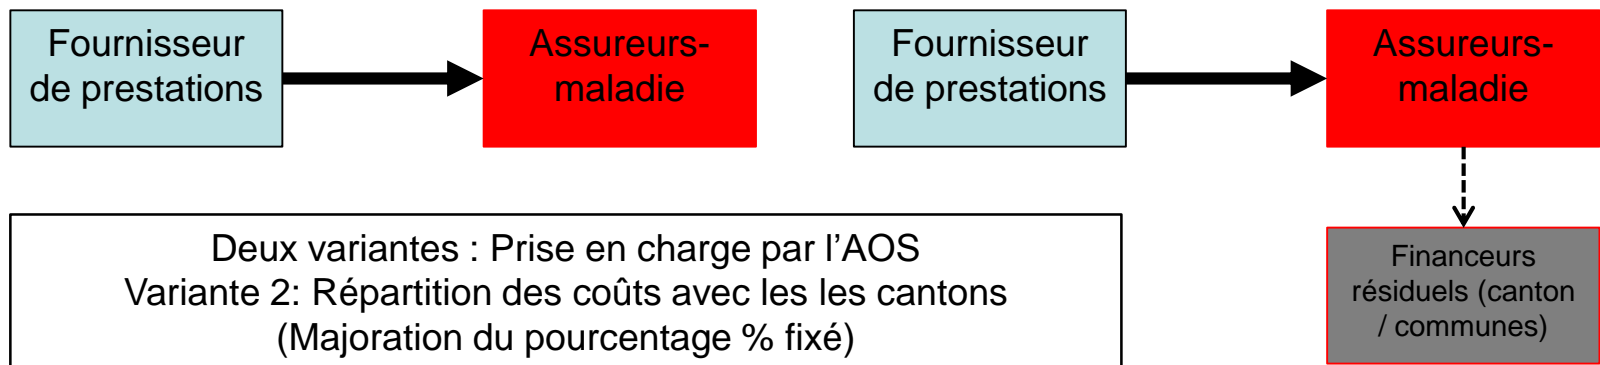 Fournisseur
de prestations
Assureurs-
maladie
Fournisseur
de prestations
Assureurs-
maladie
Deux variantes : Prise en charge par l’AOS
Variante 2: Répartition des coûts avec les les cantons
(Majoration du pourcentage % fixé)
Financeurs
résiduels (canton
/ communes)